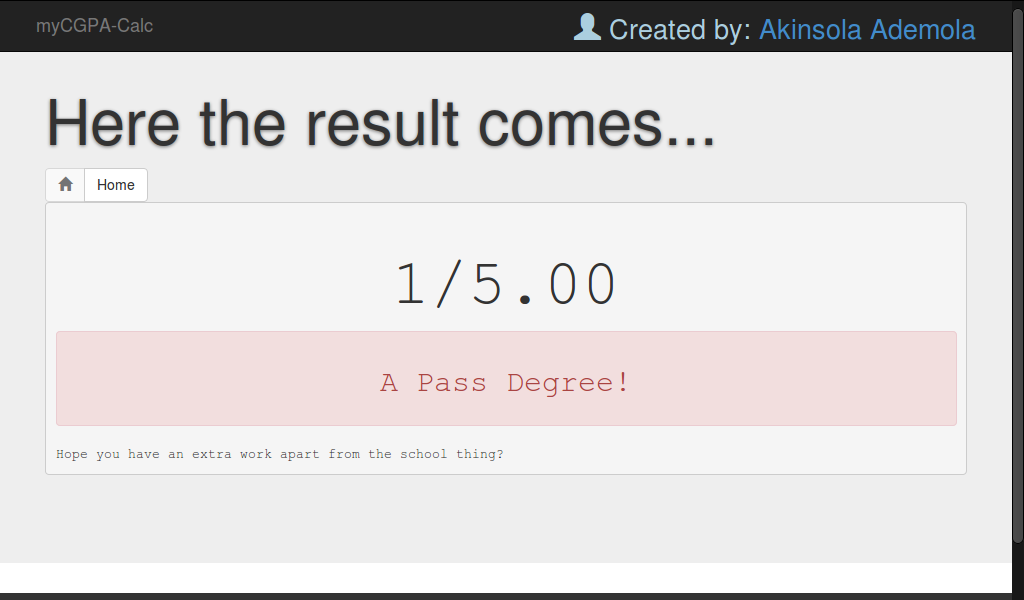 myCGPA-Calc
Created by: Akinsola Ademola
Here the result comes...
Home
1/5.00
A Pass Degree!
Hope you have an extra work apart from the school thing?